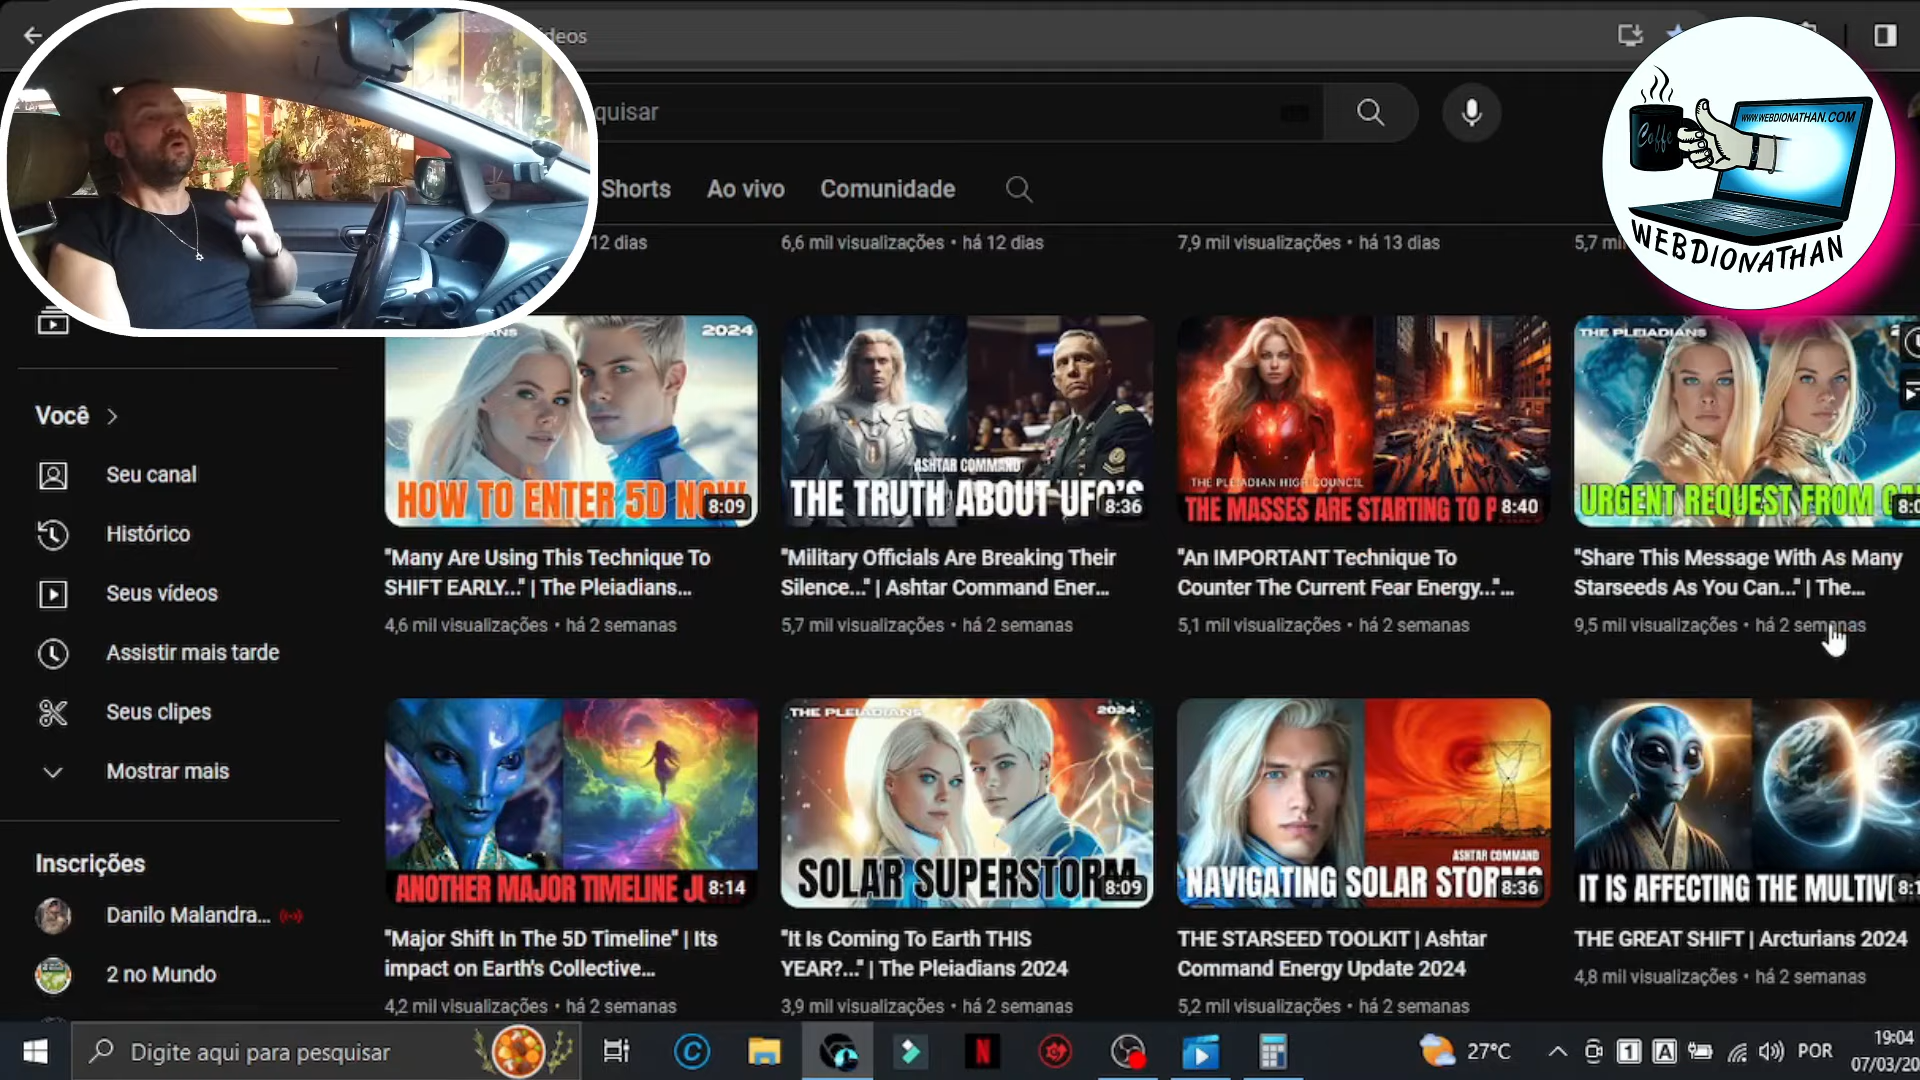 deos
quisar
Shorts
Ao vivo
Comunidade
12 dias
6,6 mil visualizações • há 12 dias
7,9 mil visualizações • há 13 dias
5,7 mi
Coffe
WWW.WEBDIONATHAN.COM
WEBDIONATHAN
Você
Seu canal
Histórico
Seus vídeos
Assistir mais tarde
Seus clipes
Mostrar mais
Inscrições
Danilo Malandra...
2 no Mundo
2024
HOW TO ENTER 5D NOW
8:09
"Many Are Using This Technique To
SHIFT EARLY..." | The Pleiadians...
4,6 mil visualizações • há 2 semanas
ASHTAR COMMAND
THE TRUTH ABOUT UFO'S
8:36
"Military Officials Are Breaking Their
Silence..." | Ashtar Command Ener...
5,7 mil visualizações • há 2 semanas
THE PLEIADIAN HIGH COUNCIL
THE MASSES ARE STARTING TO P
8:40
"An IMPORTANT Technique To
Counter The Current Fear Energy..."...
5,1 mil visualizações • há 2 semanas
THE PLEIADIANS
URGENT REQUEST FROM
8:0
"Share This Message With As Many
Starseeds As You Can..." | The...
9,5 mil visualizações • há 2 semanas
ANOTHER MAJOR TIMELINE JU
8:14
"Major Shift In The 5D Timeline" | Its
impact on Earth's Collective...
4,2 mil visualizações • há 2 semanas
THE PLEIADIANS
2024
SOLAR SUPERSTORM
8:09
"It Is Coming To Earth THIS
YEAR?..." | The Pleiadians 2024
3,9 mil visualizações • há 2 semanas
ASHTAR COMMAND
NAVIGATING SOLAR STORMS
8:36
THE STARSEED TOOLKIT | Ashtar
Command Energy Update 2024
5,2 mil visualizações • há 2 semanas
IT IS AFFECTING THE MULTIVE
8:1
THE GREAT SHIFT | Arcturians 2024
4,8 mil visualizações • há 2 semanas
Digite aqui para pesquisar
27°C
1
A
POR
19:04
07/03/20